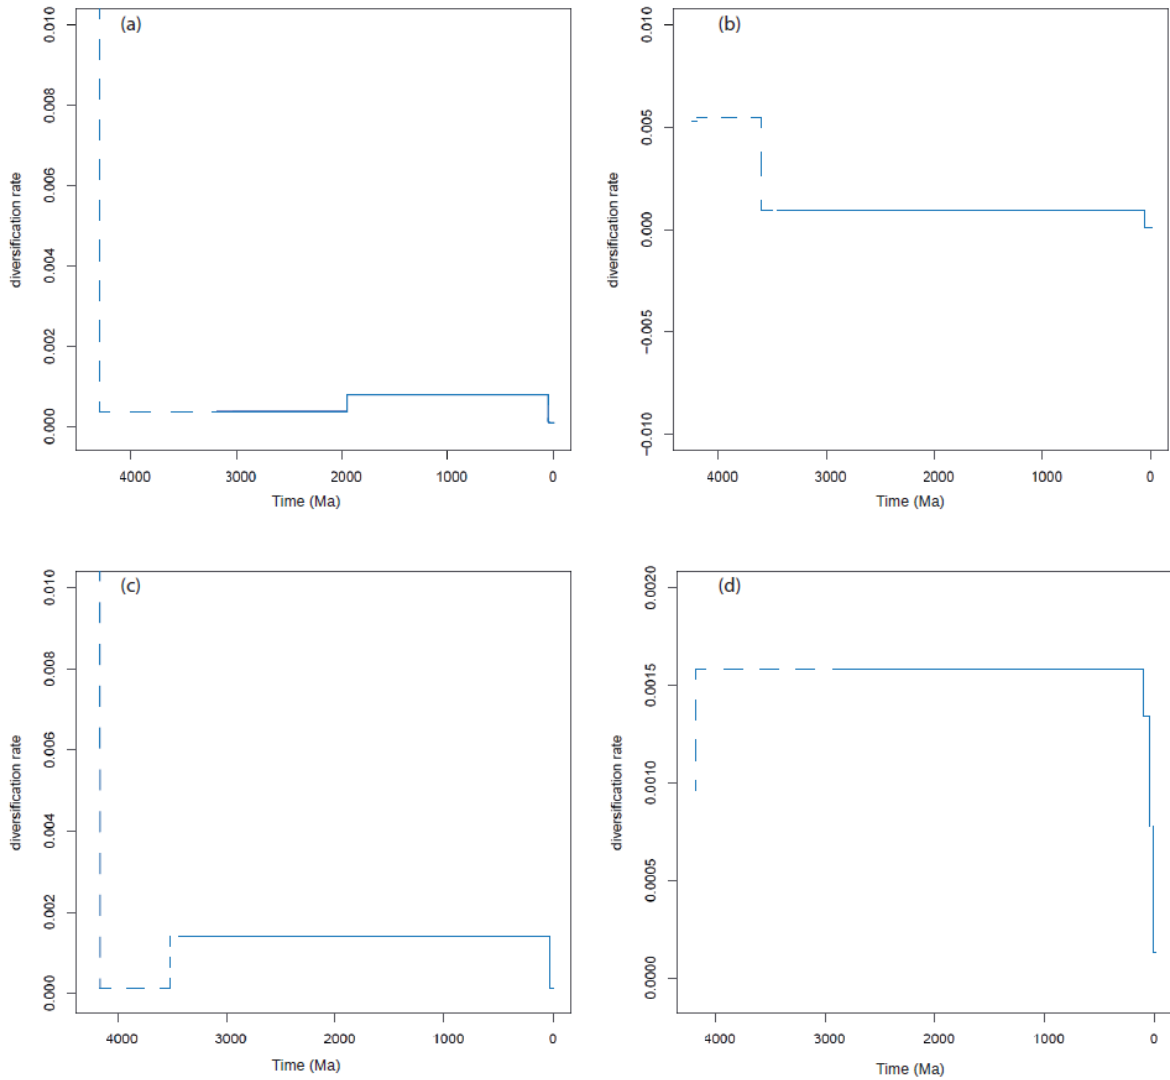 (a)
0.010
0.008
0.006
0.004
0.002
0.000
diversification rate
4000 3000 2000 1000 0
Time (Ma)
(b)
0.010
0.005
0.000
−0.005
−0.010
diversification rate
4000 3000 2000 1000 0
Time (Ma)
(c)
0.010
0.008
0.006
0.004
0.002
0.000
diversification rate
4000 3000 2000 1000 0
Time (Ma)
(d)
0.0020
0.0015
0.0010
0.0005
0.0000
diversification rate
4000 3000 2000 1000 0
Time (Ma)